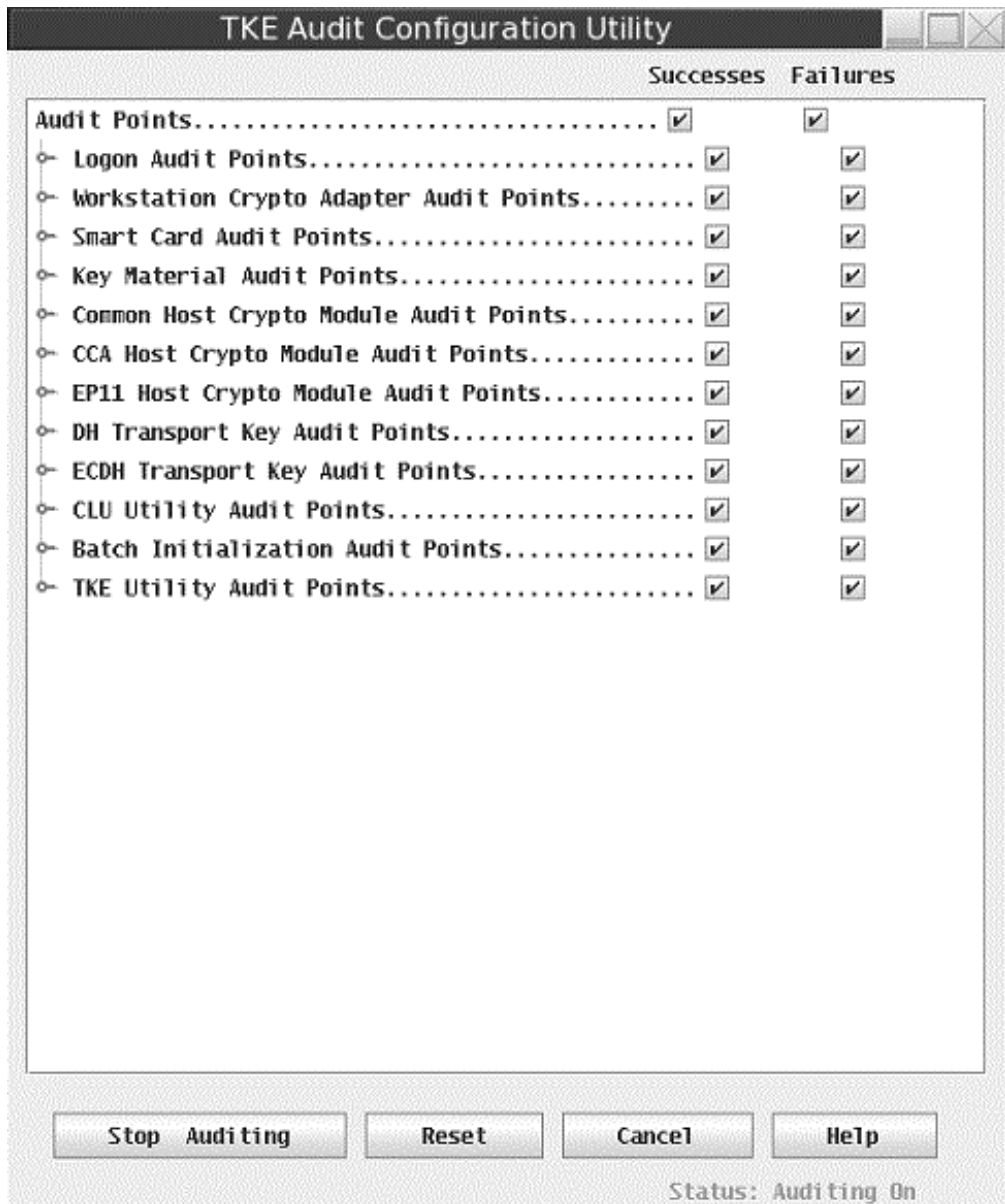 TKE Audit Configuration Utility
Successes Failures
Audit Points....................................
Logon Audit Points..............................
Workstation Crypto Adapter Audit Points.........
Smart Card Audit Points.........................
Key Material Audit Points.......................
Common Host Crypto Module Audit Points..........
CCA Host Crypto Module Audit Points.............
EP11 Host Crypto Module Audit Points............
DH Transport Key Audit Points...................
ECDH Transport Key Audit Points.................
CLU Utility Audit Points........................
Batch Initialization Audit Points...............
TKE Utility Audit Points........................
Stop Auditing Reset Cancel Help
Status: Auditing On